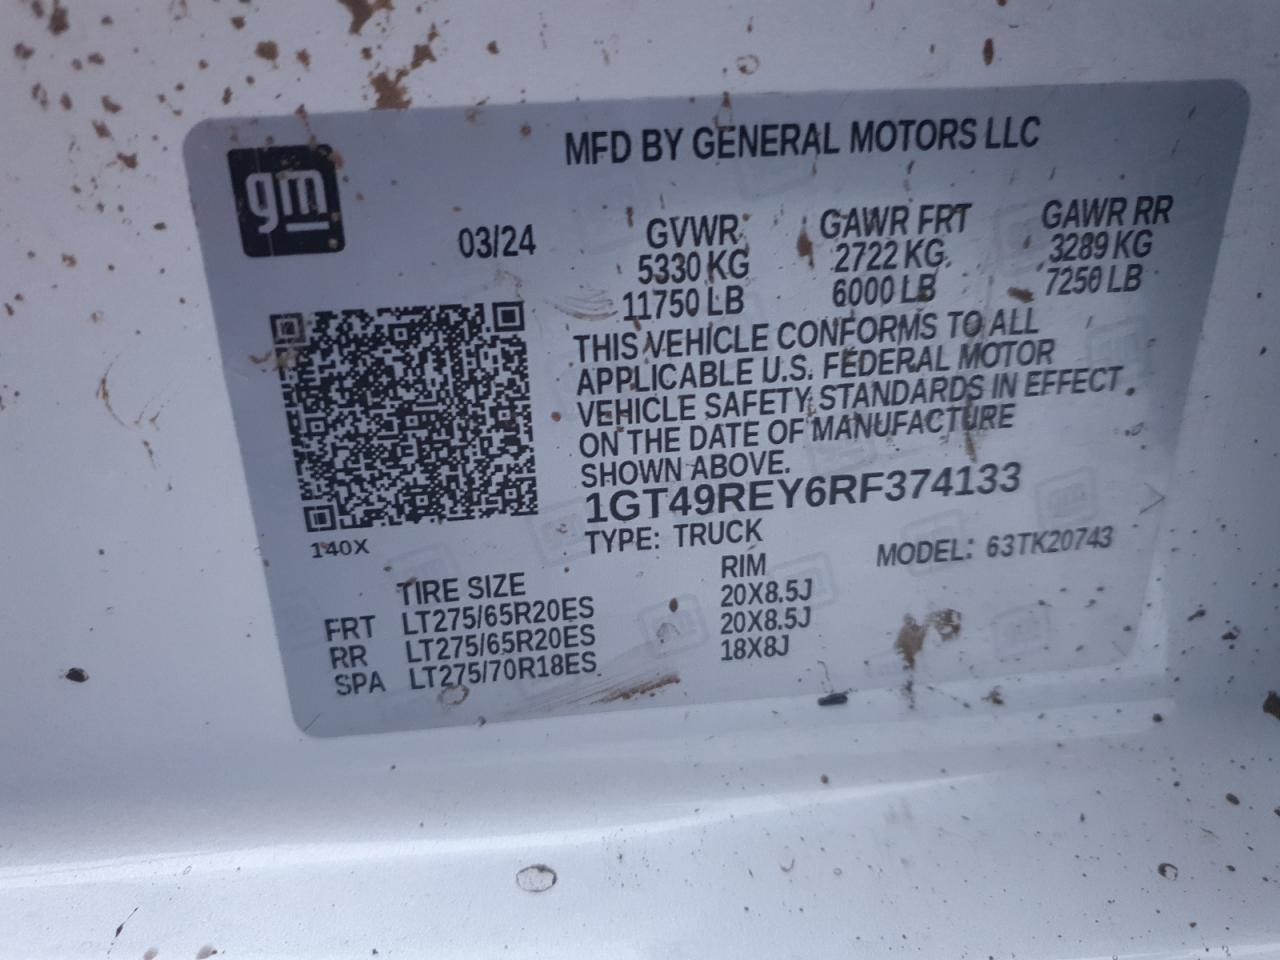 gm
MFD BY GENERAL MOTORS LLC
03/24
GVWR GAWR FRT GAWR RR
5330 KG 2722 KG 3289 KG
11750 LB 6000 LB 7250 LB
THIS VEHICLE CONFORMS TO ALL
APPLICABLE U.S. FEDERAL MOTOR
VEHICLE SAFETY STANDARDS IN EFFECT
ON THE DATE OF MANUFACTURE
SHOWN ABOVE.
1GT49REY6RF374133
TYPE: TRUCK MODEL: 63TK20743
140X
TIRE SIZE RIM
FRT LT275/65R20ES 20X8.5J
RR LT275/65R20ES 20X8.5J
SPA LT275/70R18ES 18X8J